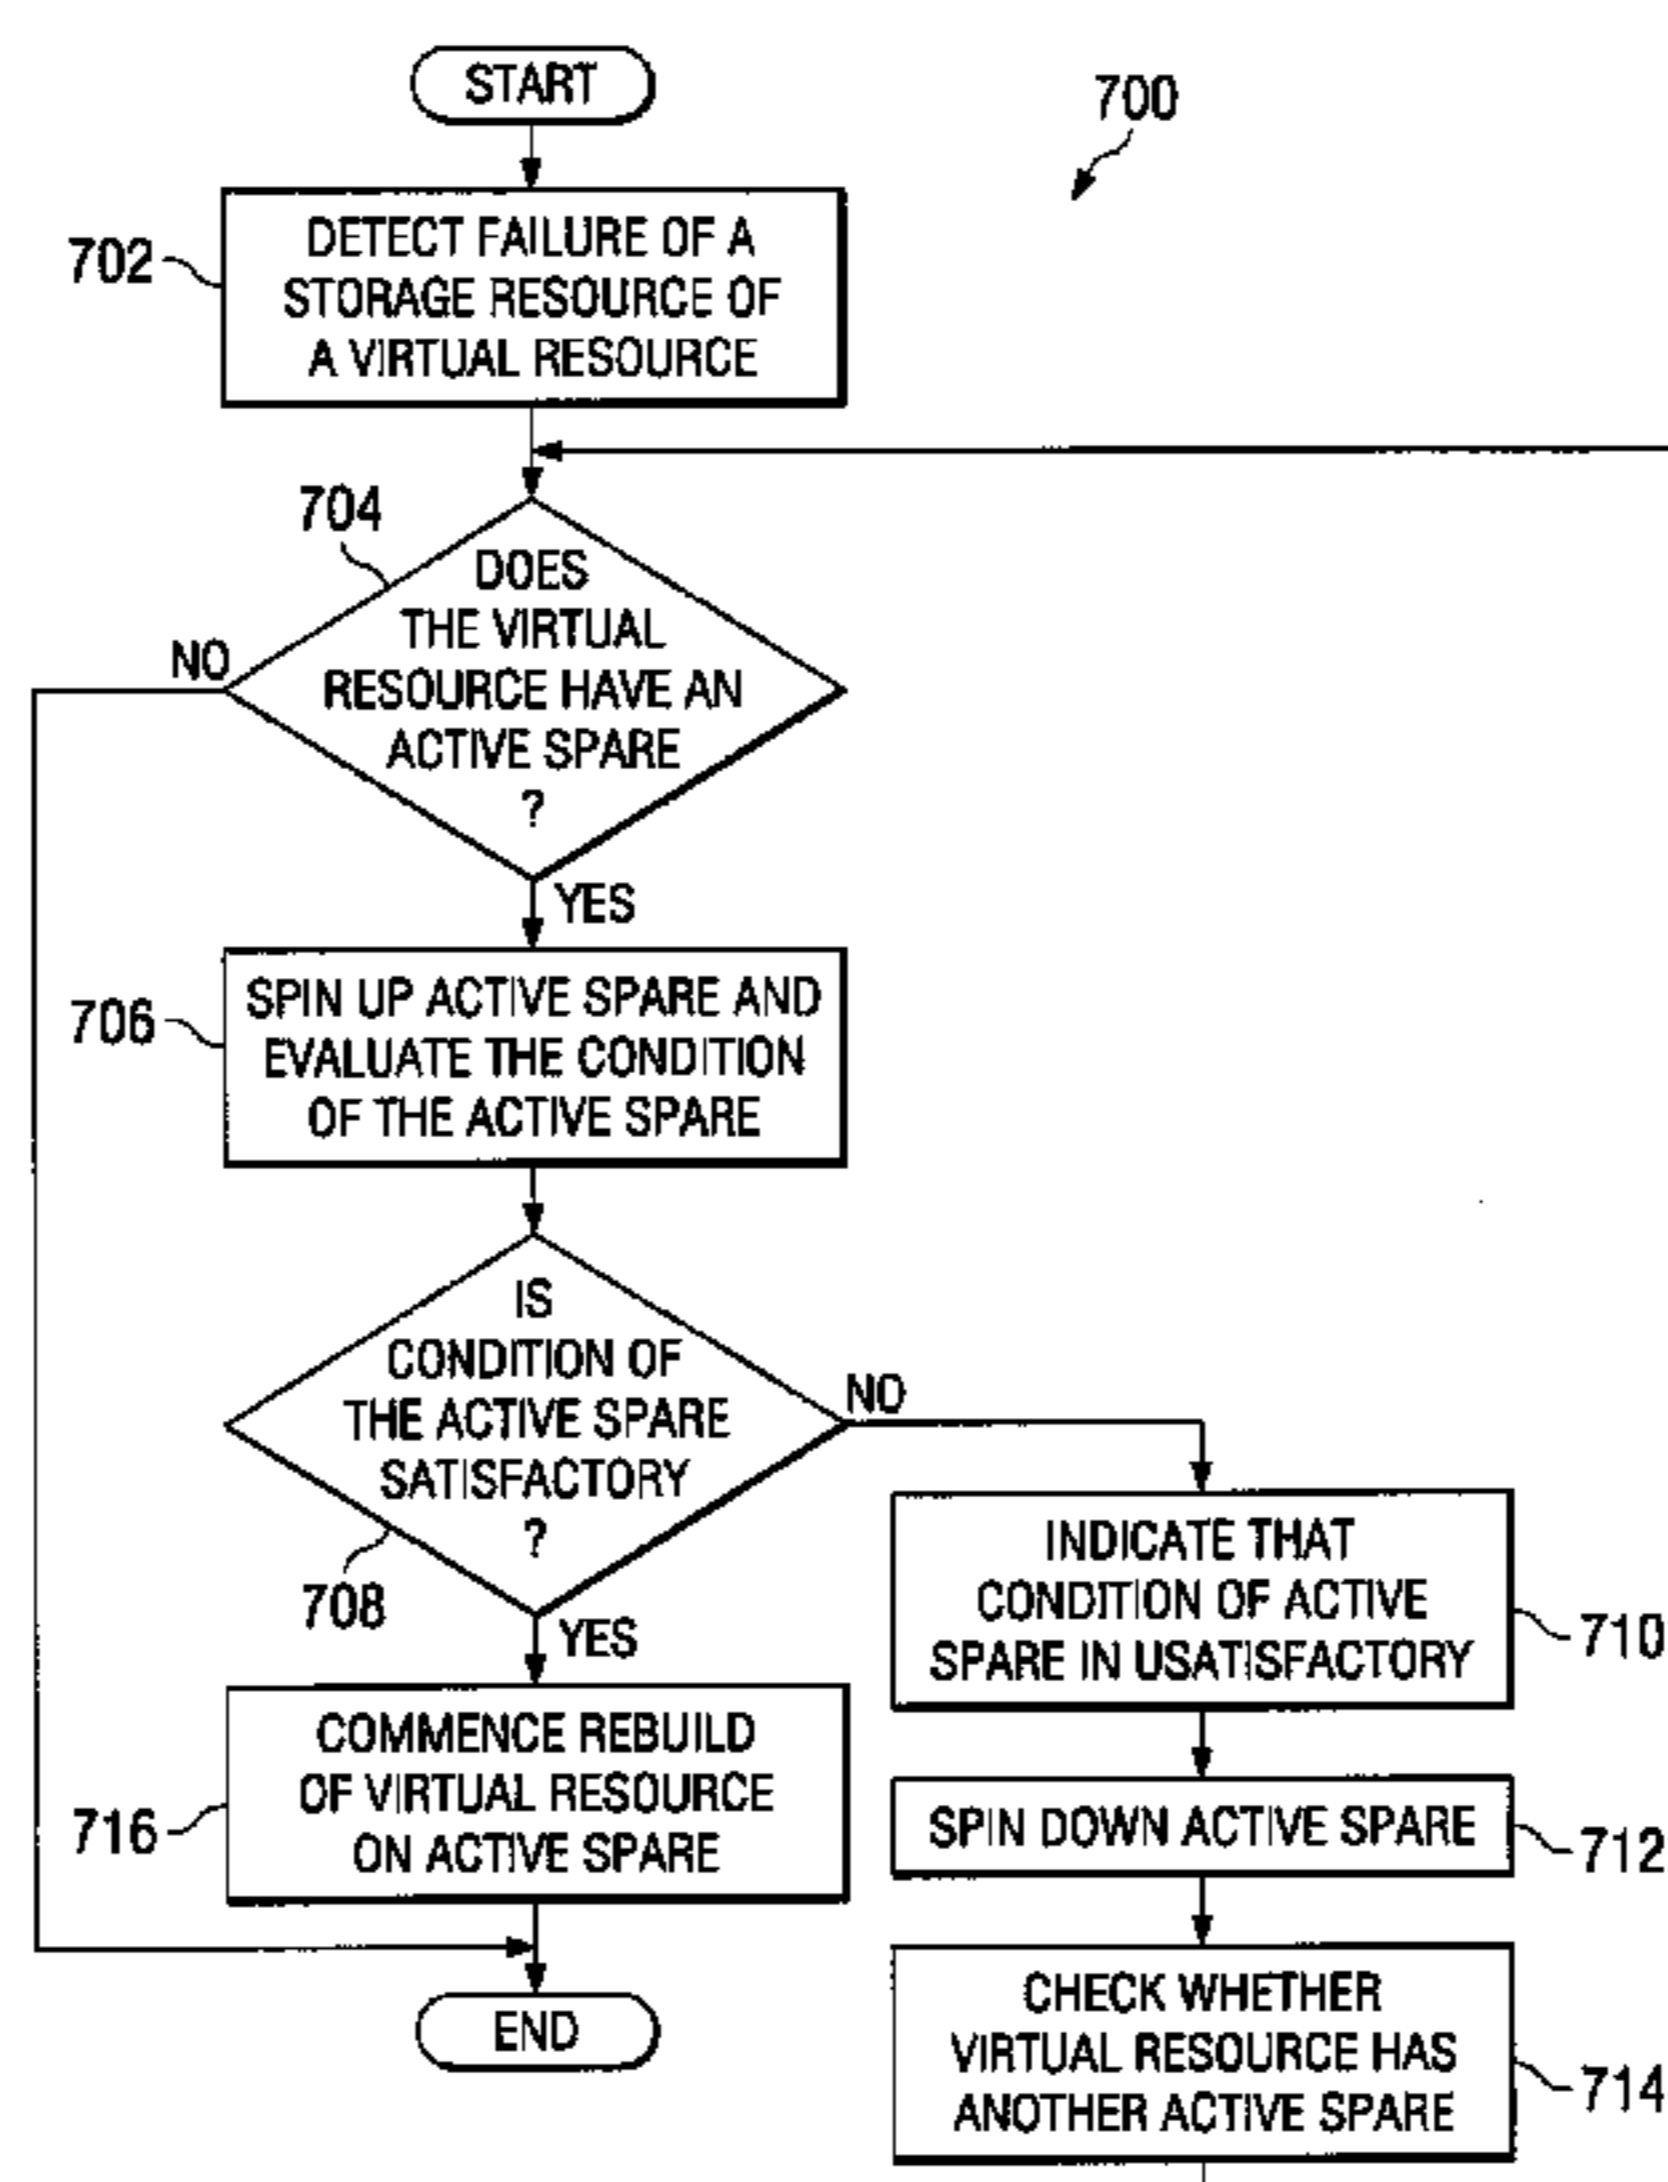 START
700
702
DETECT FAILURE OF A
STORAGE RESOURCE OF
A VIRTUAL RESOURCE
704
DOES
THE VIRTUAL
RESOURCE HAVE AN
ACTIVE SPARE
?
NO
YES
706
SPIN UP ACTIVE SPARE AND
EVALUATE THE CONDITION
OF THE ACTIVE SPARE
IS
CONDITION OF
THE ACTIVE SPARE
SATISFACTORY
?
708
NO
YES
INDICATE THAT
CONDITION OF ACTIVE
SPARE IN USATISFACTORY
710
716
COMMENCE REBUILD
OF VIRTUAL RESOURCE
ON ACTIVE SPARE
SPIN DOWN ACTIVE SPARE
712
CHECK WHETHER
VIRTUAL RESOURCE HAS
ANOTHER ACTIVE SPARE
714
END